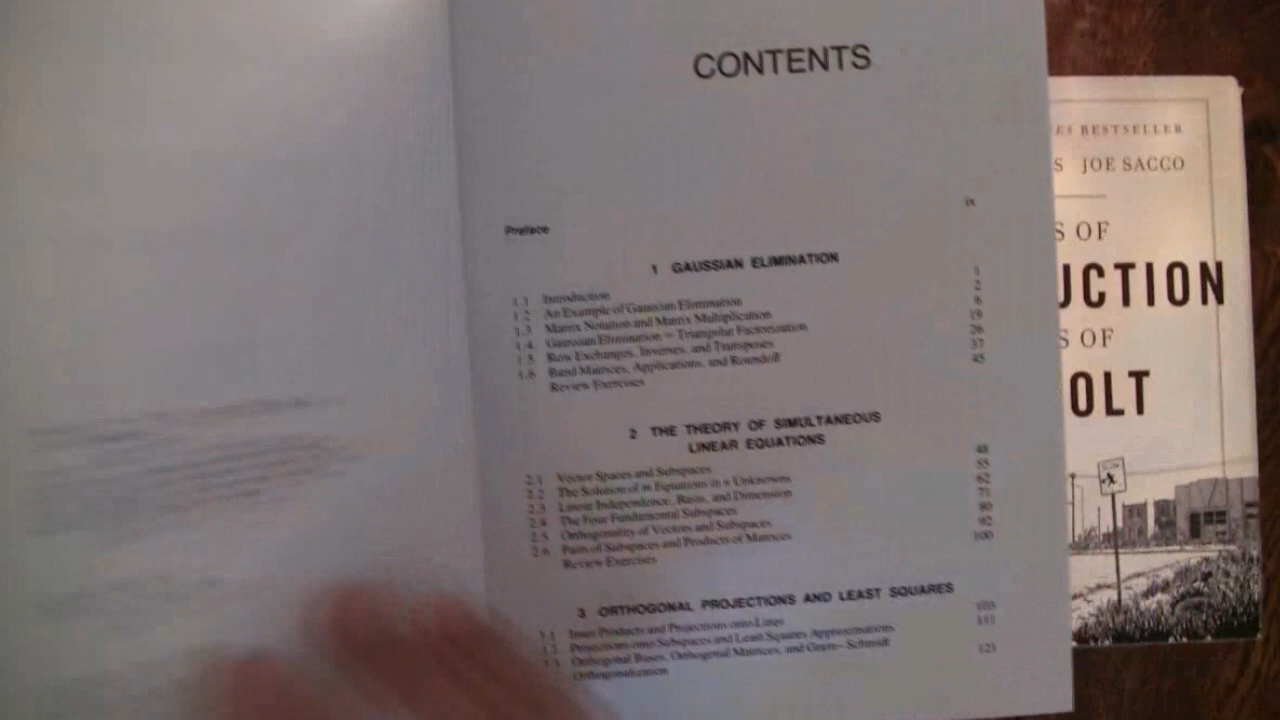 CONTENTS
Preface ix
1 GAUSSIAN ELIMINATION
1.1 Introduction 1
1.2 An Example of Gaussian Elimination 2
1.3 Matrix Notation and Matrix Multiplication 6
1.4 Gaussian Elimination = Triangular Factorization 19
1.5 Row Exchanges, Inverses, and Transposes 26
1.6 Band Matrices, Applications, and Roundoff 37
Review Exercises 45
2 THE THEORY OF SIMULTANEOUS
LINEAR EQUATIONS
2.1 Vector Spaces and Subspaces 48
2.2 The Solution of m Equations in n Unknowns 55
2.3 Linear Independence, Basis, and Dimension 62
2.4 The Four Fundamental Subspaces 71
2.5 Orthogonality of Vectors and Subspaces 80
2.6 Pairs of Subspaces and Products of Matrices 92
Review Exercises 100
3 ORTHOGONAL PROJECTIONS AND LEAST SQUARES
3.1 Inner Products and Projections onto Lines 103
3.2 Projections onto Subspaces and Least Squares Approximations 111
3.3 Orthogonal Bases, Orthogonal Matrices, and Gram–Schmidt
Orthogonalization 121
BESTSELLER
S JOE SACCO
S OF
UCTION
S OF
OLT